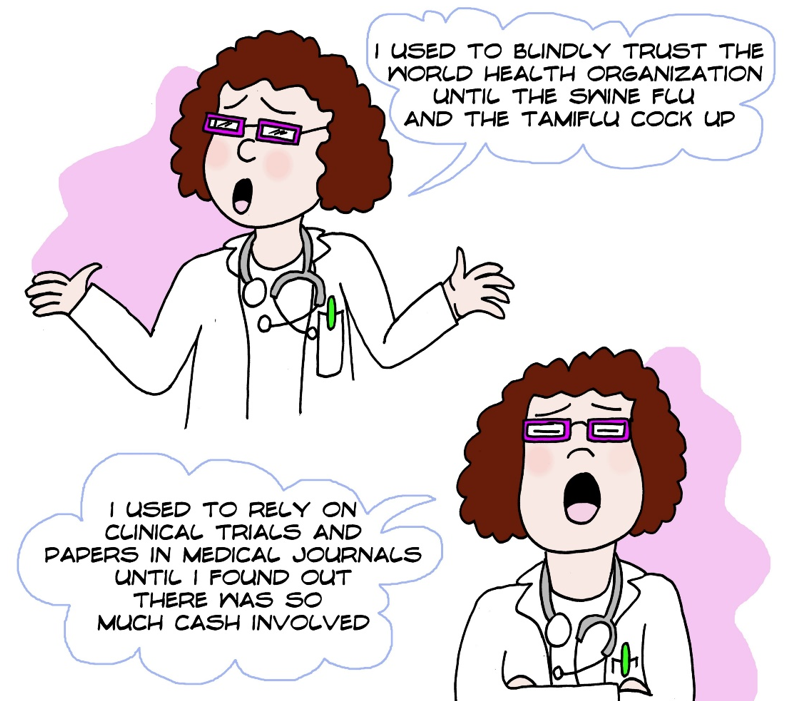 I USED TO BLINDLY TRUST THE
WORLD HEALTH ORGANIZATION
UNTIL THE SWINE FLU
AND THE TAMIFLU COCK UP
I USED TO RELY ON
CLINICAL TRIALS AND
PAPERS IN MEDICAL JOURNALS
UNTIL I FOUND OUT
THERE WAS SO
MUCH CASH INVOLVED